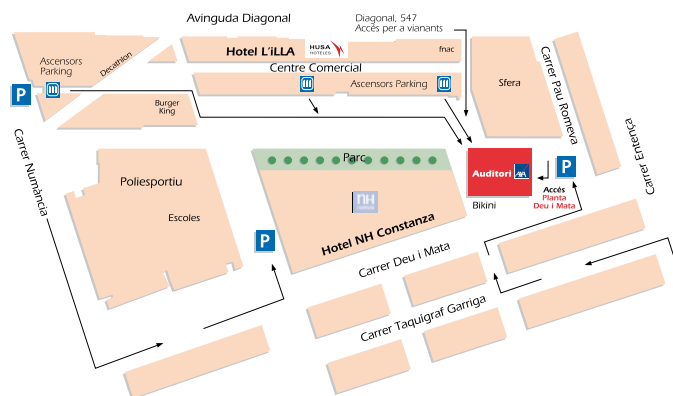 Avinguda Diagonal
Diagonal, 547
Accés per a vianants
Hotel L'iLLA
HUSA
HOTELES
fnac
Ascensors
Parking
Decathlon
Centre Comercial
Ascensors Parking
Sfera
Carrer Pau Romeva
Carrer Entença
P
Burger
King
Carrer Numància
Parc
Poliesportiu
Escoles
nh
Hotel NH Constanza
Auditori
AXA
P
Bikini
Accés
Planta
Deu i Mata
P
Carrer Deu i Mata
Carrer Taquigraf Garriga